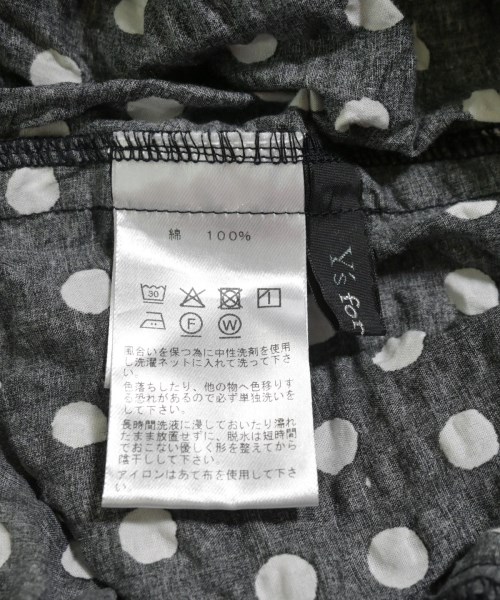 綿 100%
30
F W
風合いを保つ為に中性洗剤を使用
し洗濯ネットに入れて洗って下さ
い。
色落ちしたり、他の物へ色移りす
る恐れがあるので必ず単独洗いを
して下さい。
長時間洗液に浸しておいたり濡れ
たまま放置せずに、脱水は短時間
でおこない優しく形を整えてから
陰干しして下さい。
アイロンはあて布を使用して下さい。
Y's for